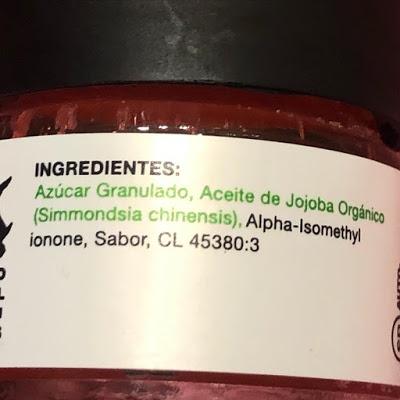 INGREDIENTES:
Azúcar Granulado, Aceite de Jojoba Orgánico
(Simmondsia chinensis), Alpha-Isomethyl
ionone, Sabor, CL 45380:3